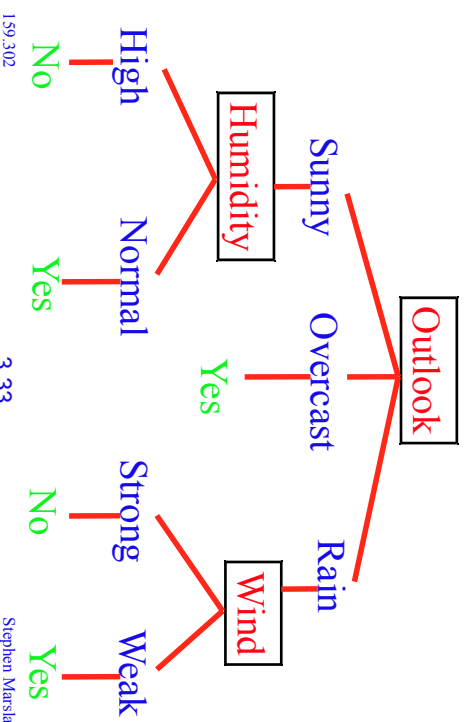 Outlook
Sunny Overcast Rain
Humidity Yes Wind
High Normal Strong Weak
No Yes No Yes
159.302 3.33 Stephen